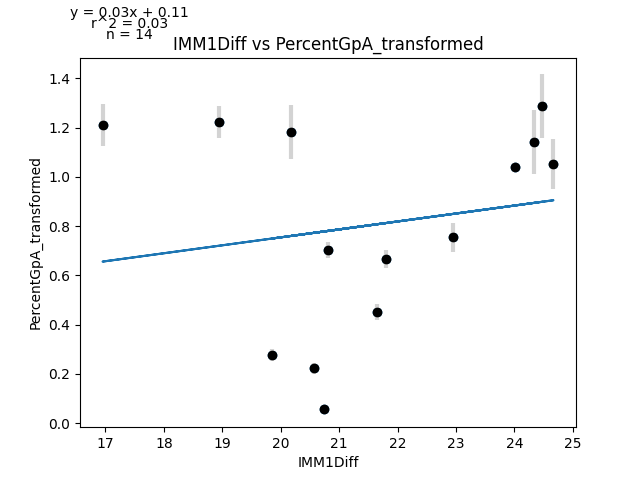 y = 0.03x + 0.11
r^2 = 0.03
n = 14
IMM1Diff vs PercentGpA_transformed
PercentGpA_transformed
1.4
1.2
1.0
0.8
0.6
0.4
0.2
0.0
17 18 19 20 21 22 23 24 25
IMM1Diff